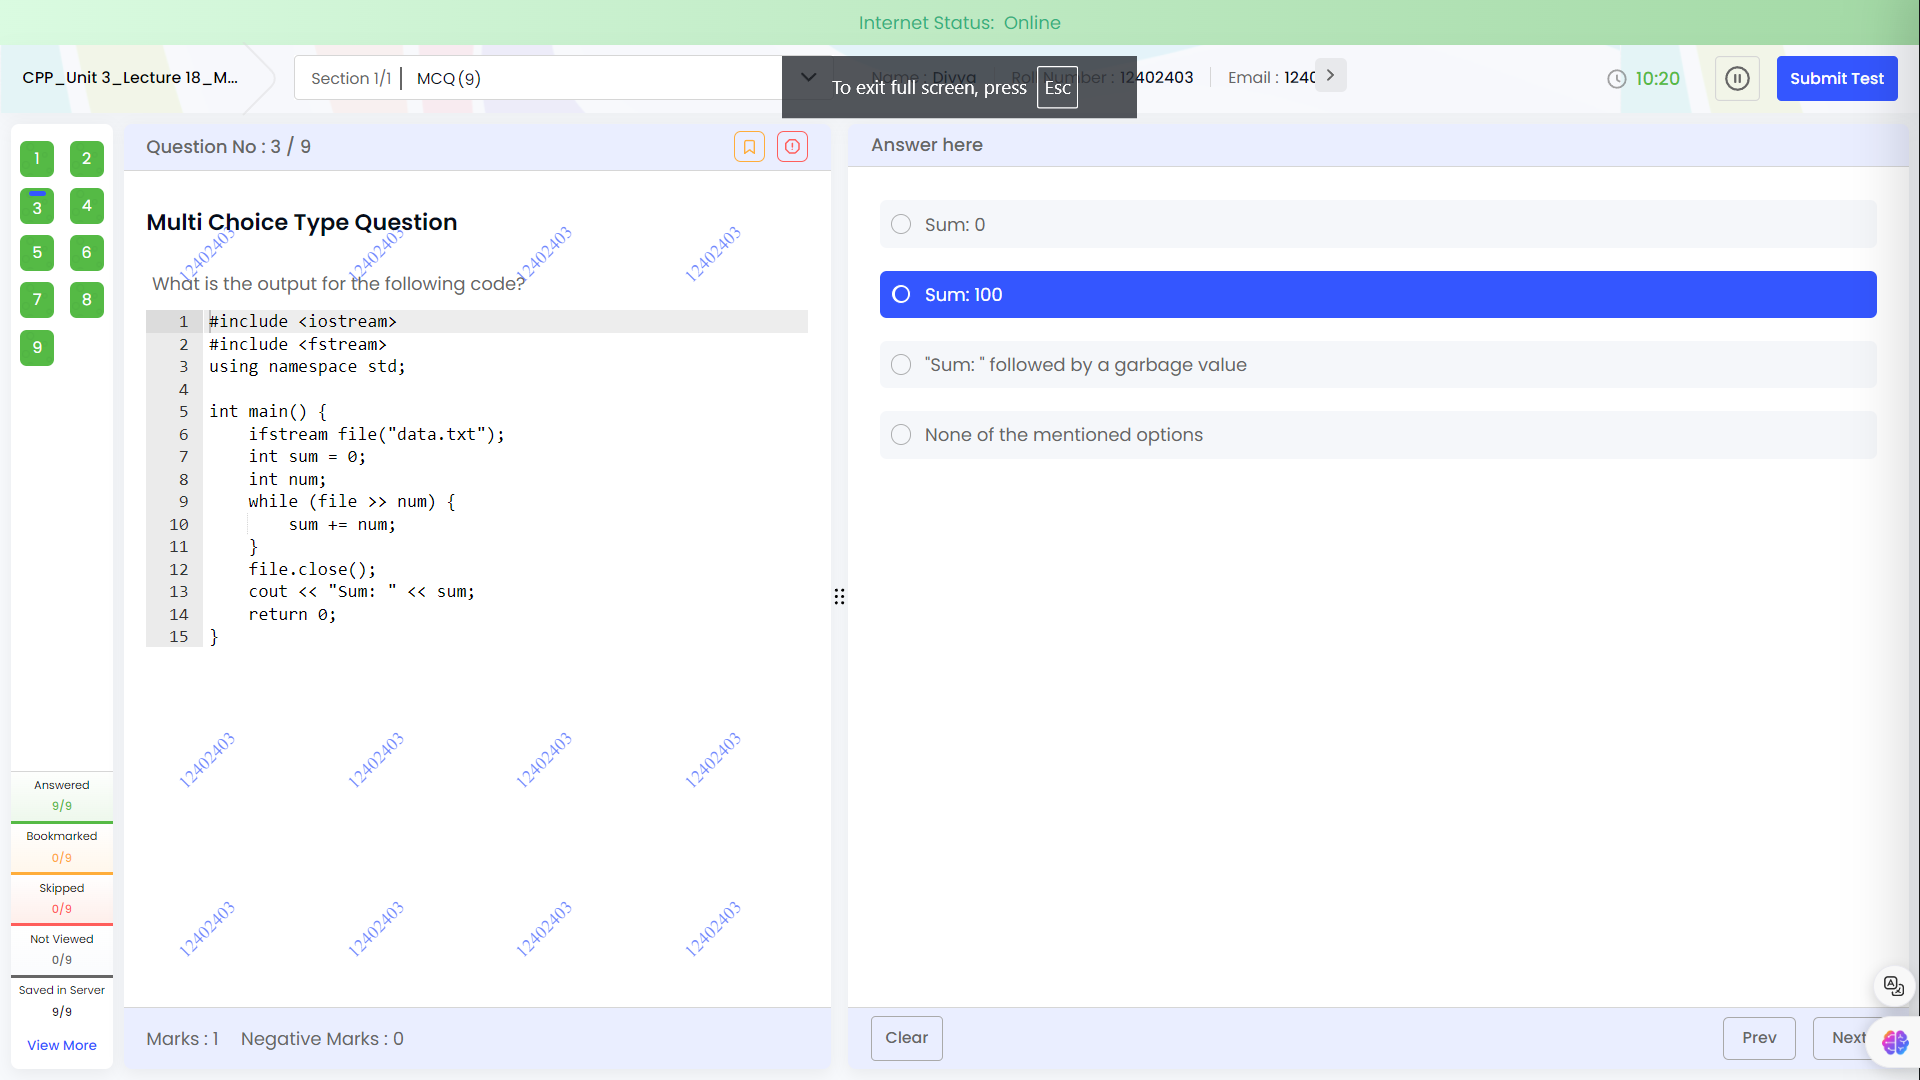 Internet Status: Online
CPP_Unit 3_Lecture 18_M...
Section 1/1 | MCQ (9)
Name : Divya
Roll Number : 12402403
Email : 1240
To exit full screen, press Esc
10:20
Submit Test
1 2
3 4
5 6
7 8
9
Question No : 3 / 9
Multi Choice Type Question
What is the output for the following code?
1 #include <iostream>
2 #include <fstream>
3 using namespace std;
4
5 int main() {
6     ifstream file("data.txt");
7     int sum = 0;
8     int num;
9     while (file >> num) {
10         sum += num;
11     }
12     file.close();
13     cout << "Sum: " << sum;
14     return 0;
15 }
12402403 12402403 12402403 12402403
12402403 12402403 12402403 12402403
12402403 12402403 12402403 12402403
Answered
9/9
Bookmarked
0/9
Skipped
0/9
Not Viewed
0/9
Saved in Server
9/9
View More
Marks : 1 Negative Marks : 0
Answer here
Sum: 0
Sum: 100
"Sum: " followed by a garbage value
None of the mentioned options
Clear
Prev
Next